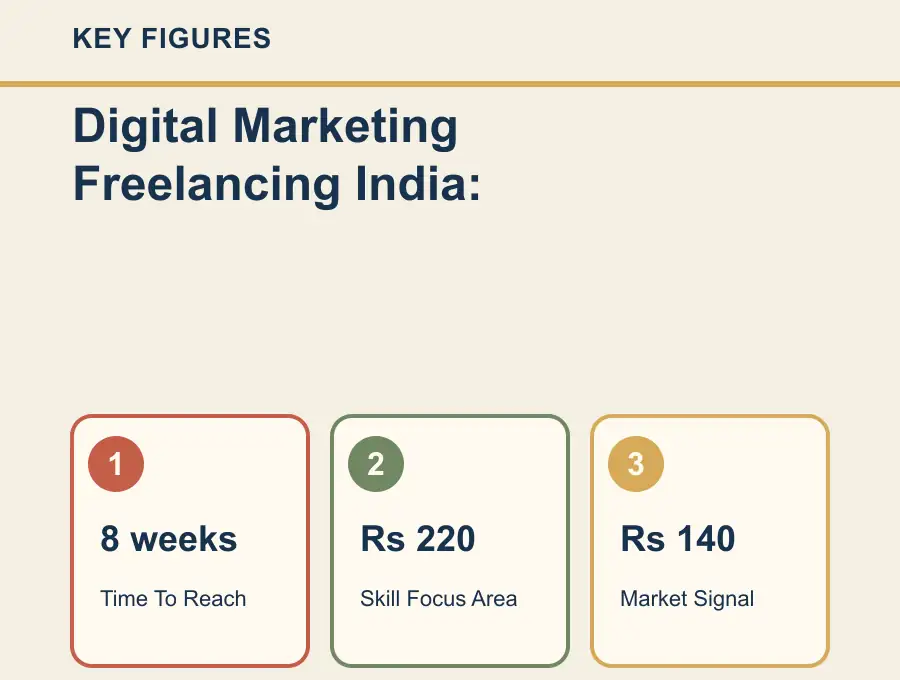 KEY FIGURES
Digital Marketing
Freelancing India:
1
8 weeks
Time To Reach
2
Rs 220
Skill Focus Area
3
Rs 140
Market Signal